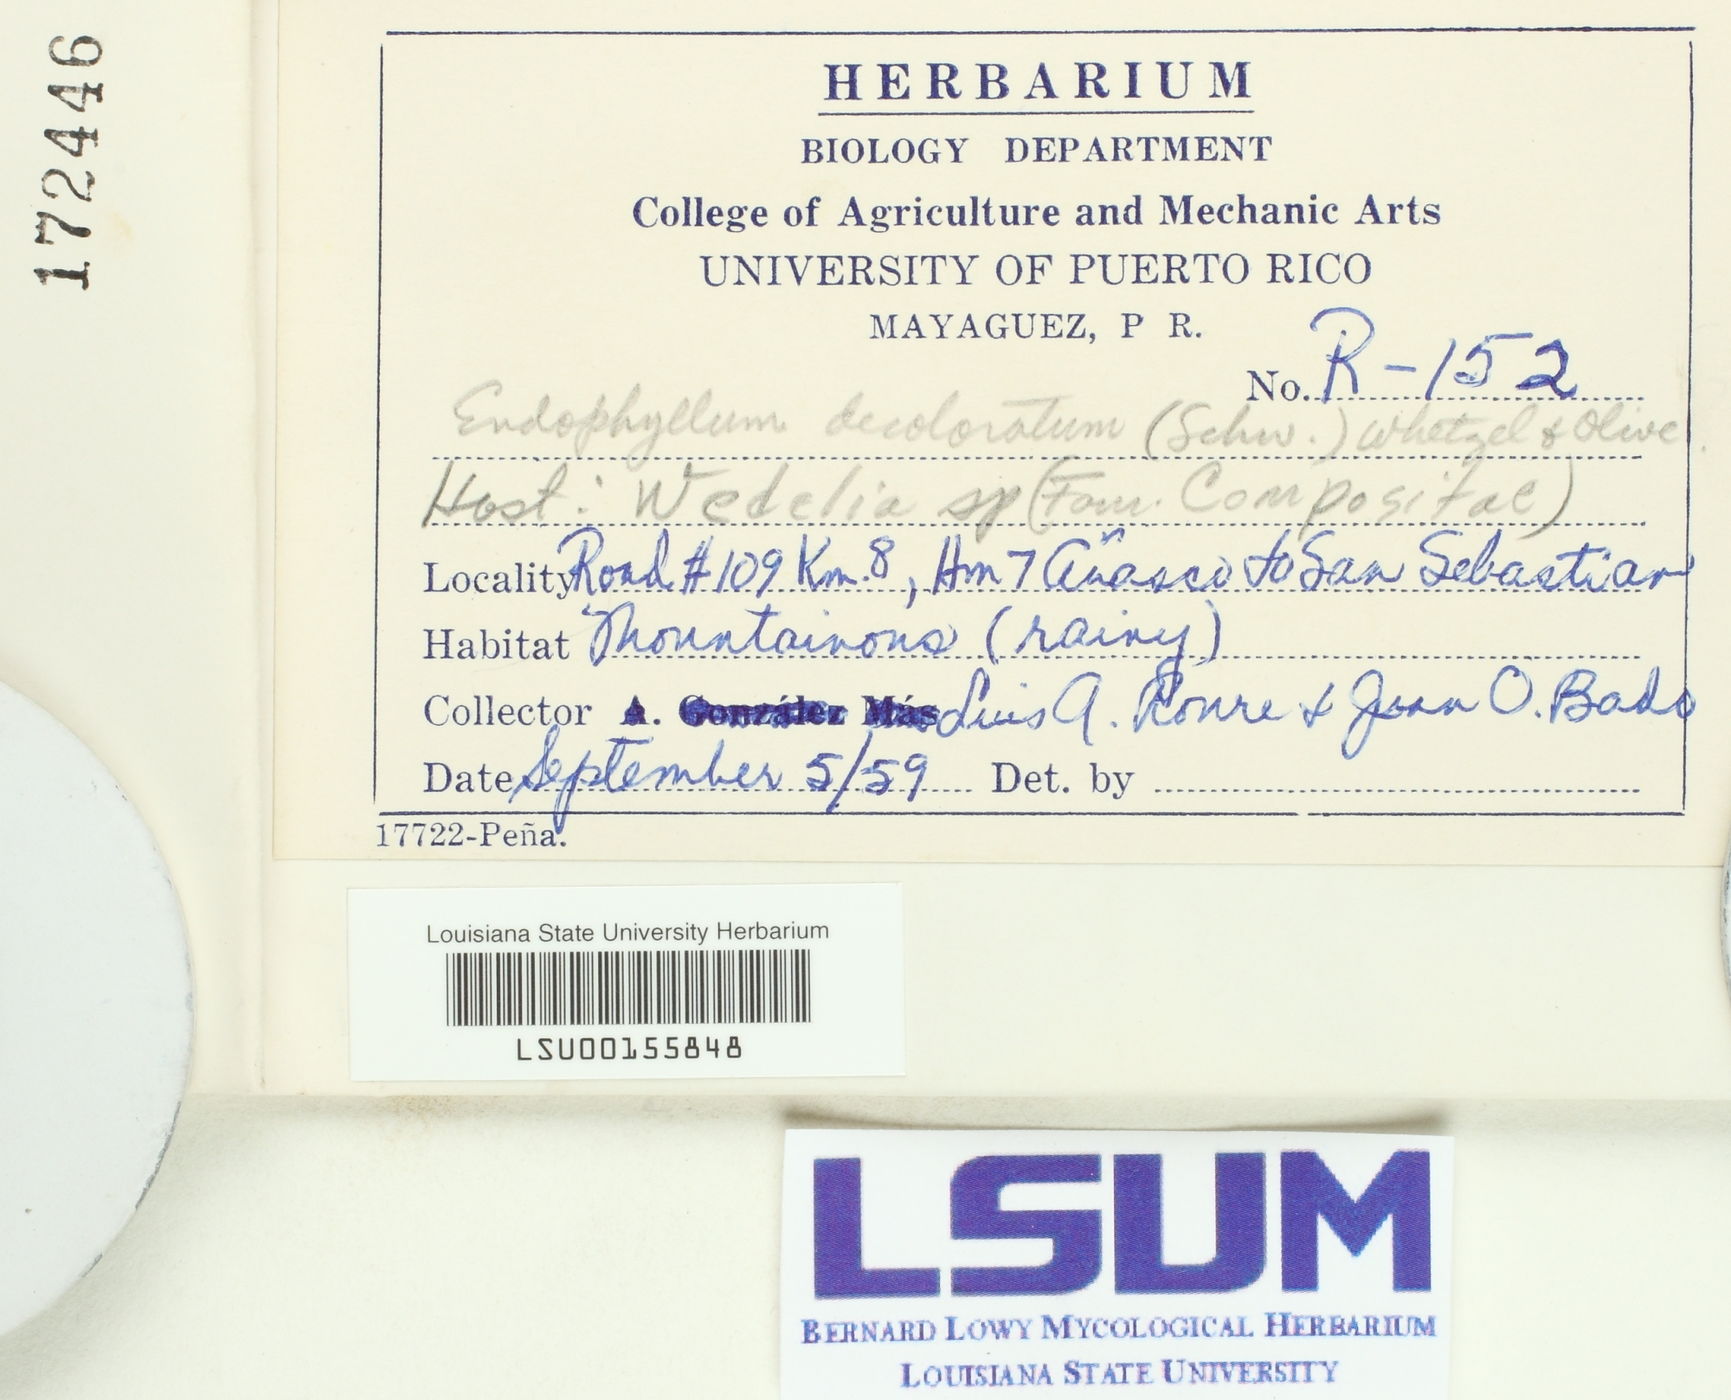 172446
HERBARIUM
BIOLOGY DEPARTMENT
College of Agriculture and Mechanic Arts
UNIVERSITY OF PUERTO RICO
MAYAGUEZ, P R.
No. R-152
Endophyllum decoloratum (Schw.) Whetzel & Olive.
Host: Wedelia sp (Fam. Compositae)
Locality Road #109 Km. 8, Hm 7 Añasco to San Sebastian
Habitat Mountainous (rainy)
Collector A. González Más Luis A. & Juan O.
Date September 5/59 Det. by
17722-Peña.
Louisiana State University Herbarium
LSU00155848
LSUM
BERNARD LOWY MYCOLOGICAL HERBARIUM
LOUISIANA STATE UNIVERSITY